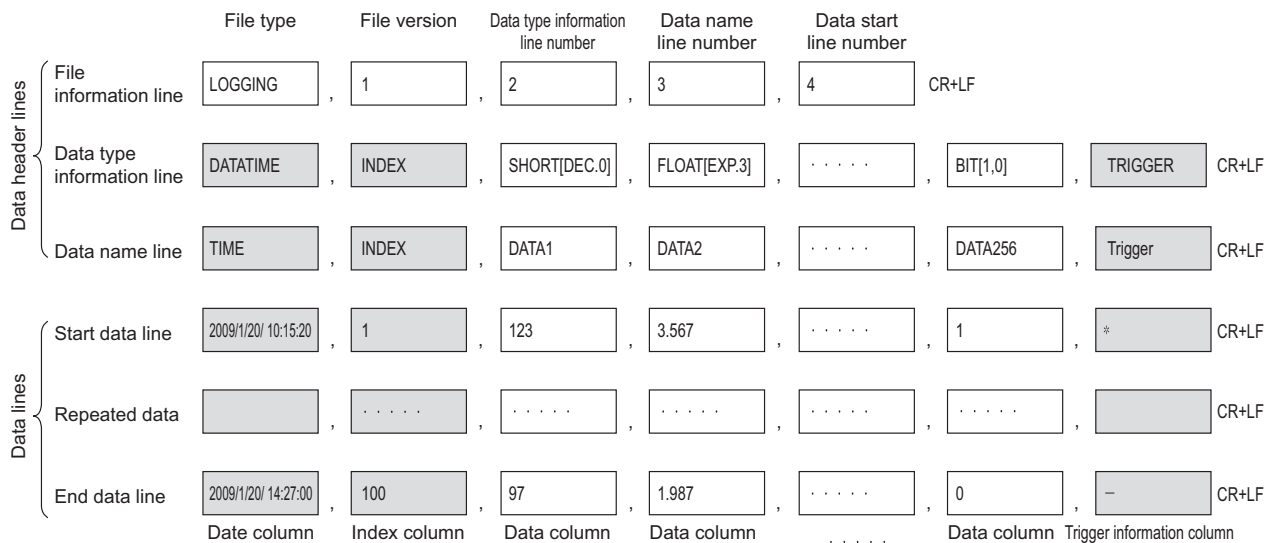 File type File version Data type information line number Data name line number Data start line number
Data header lines
File information line LOGGING , 1 , 2 , 3 , 4 CR+LF
Data type information line DATATIME , INDEX , SHORT[DEC.0] , FLOAT[EXP.3] , · · · · · , BIT[1,0] , TRIGGER CR+LF
Data name line TIME , INDEX , DATA1 , DATA2 , · · · · · , DATA256 , Trigger CR+LF
Data lines
Start data line 2009/1/20/ 10:15:20 , 1 , 123 , 3.567 , · · · · · , 1 , * CR+LF
Repeated data , · · · · · , · · · · · , · · · · · , · · · · · , · · · · · , CR+LF
End data line 2009/1/20/ 14:27:00 , 100 , 97 , 1.987 , · · · · · , 0 , – CR+LF
Date column Index column Data column Data column · · · · · Data column Trigger information column